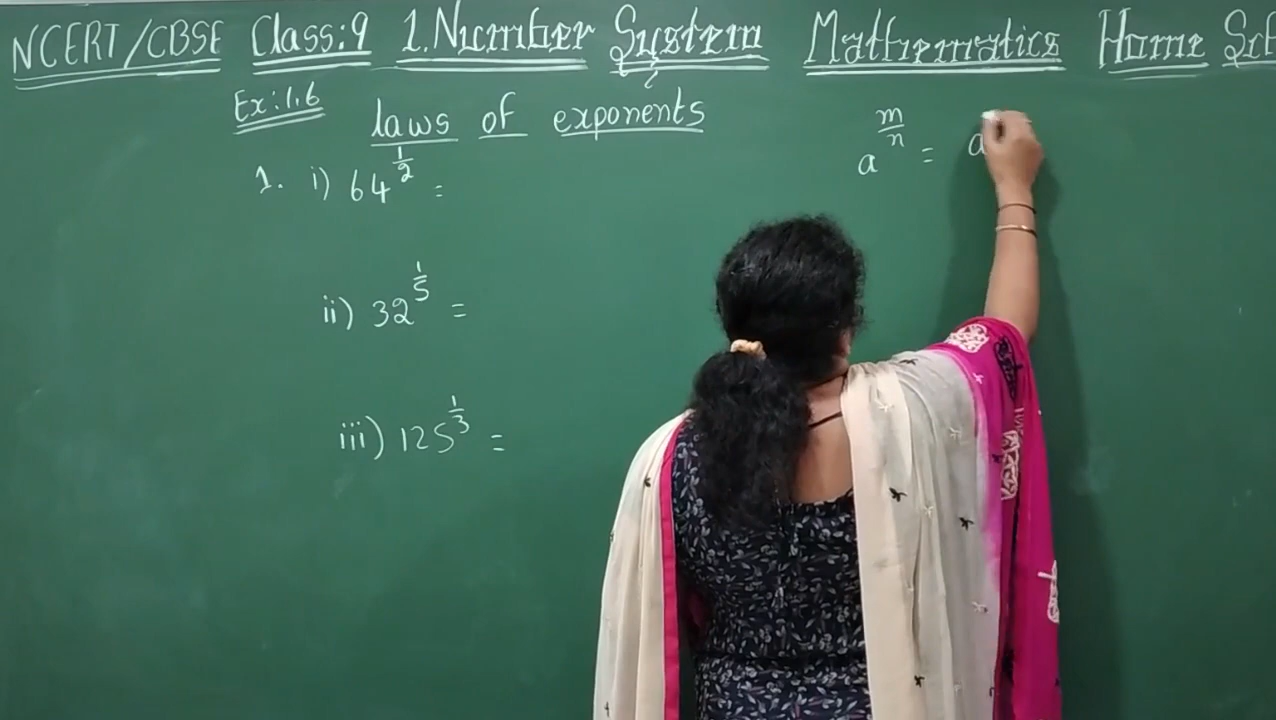 NCERT/CBSE Class:9 1.Number System Mathematics Home
Ex:1.6 laws of exponents
a^(m/n) = a
1. i) 64^(1/2) =
ii) 32^(1/5) =
iii) 125^(1/3) =